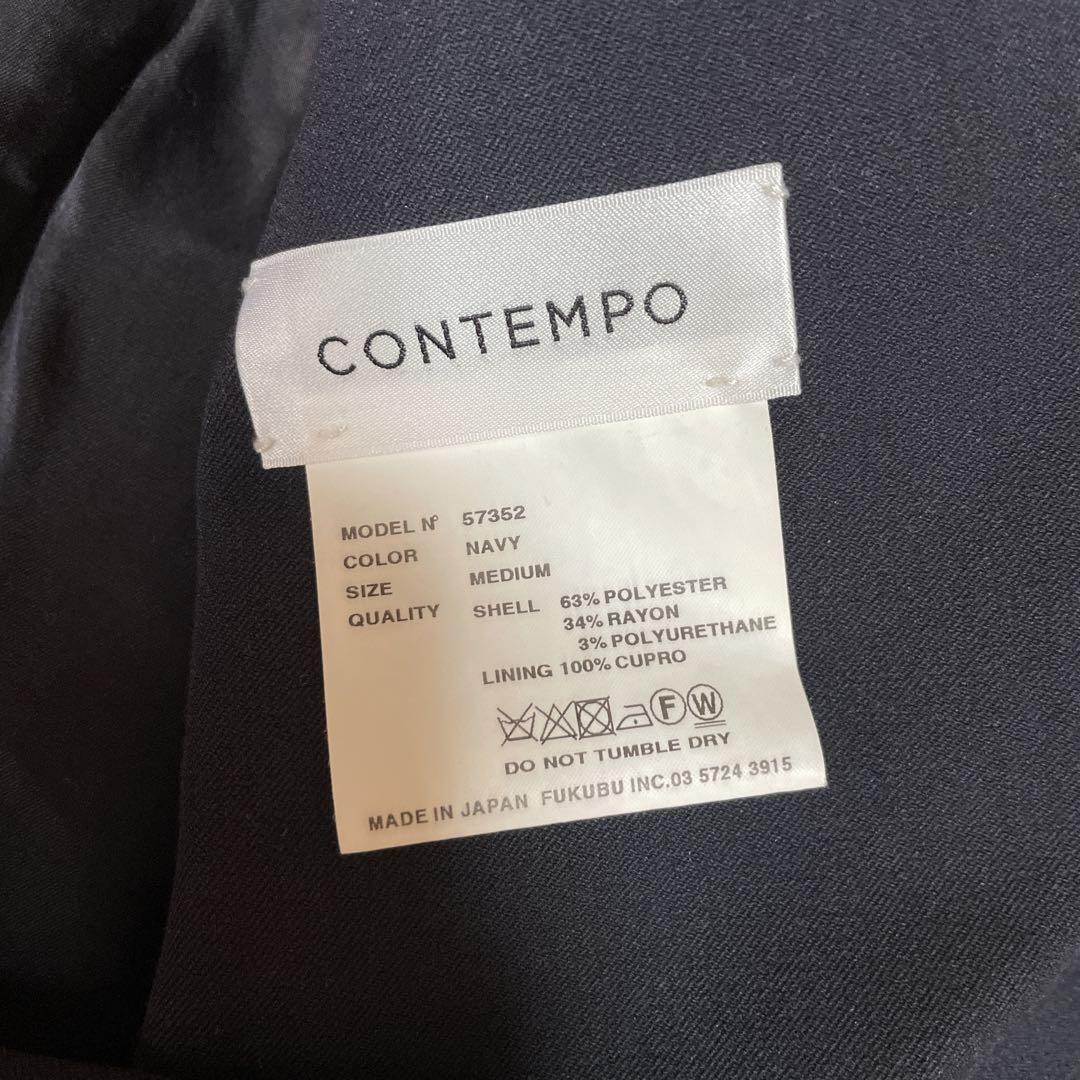 CONTEMPO
MODEL Nº 57352
COLOR NAVY
SIZE MEDIUM
QUALITY SHELL 63% POLYESTER
34% RAYON
3% POLYURETHANE
LINING 100% CUPRO
F W
DO NOT TUMBLE DRY
MADE IN JAPAN FUKUBU INC.03 5724 3915